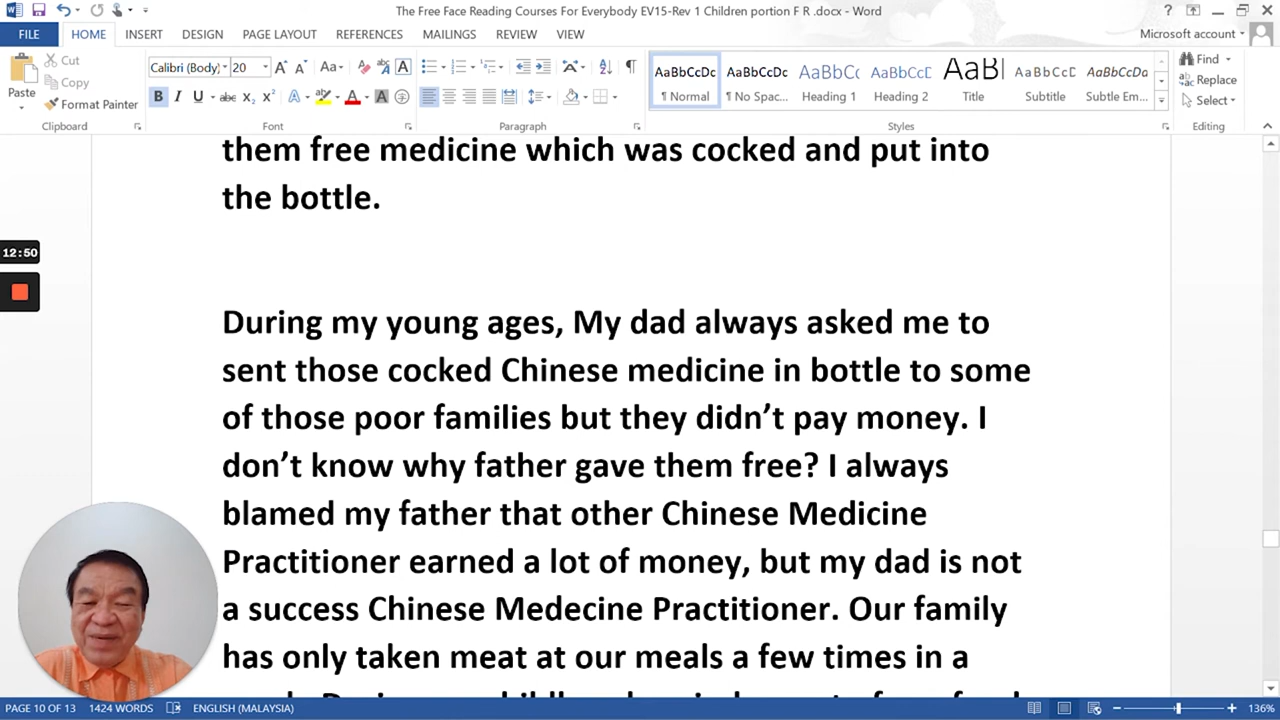 The Free Face Reading Courses For Everybody EV15-Rev 1 Children portion F R .docx - Word
FILE HOME INSERT DESIGN PAGE LAYOUT REFERENCES MAILINGS REVIEW VIEW Microsoft account
Cut
Copy
Format Painter
Paste
Calibri (Body) 20
AaBbCcDc AaBbCcDc AaBbCc AaBbCcC AaB AaBbCcD AaBbCcDc
¶ Normal ¶ No Spac... Heading 1 Heading 2 Title Subtitle Subtle Em...
Find
Replace
Select
Clipboard Font Paragraph Styles Editing
them free medicine which was cocked and put into
the bottle.
12:50
During my young ages, My dad always asked me to
sent those cocked Chinese medicine in bottle to some
of those poor families but they didn’t pay money. I
don’t know why father gave them free? I always
blamed my father that other Chinese Medicine
Practitioner earned a lot of money, but my dad is not
a success Chinese Medecine Practitioner. Our family
has only taken meat at our meals a few times in a
PAGE 10 OF 13 1424 WORDS ENGLISH (MALAYSIA) 136%